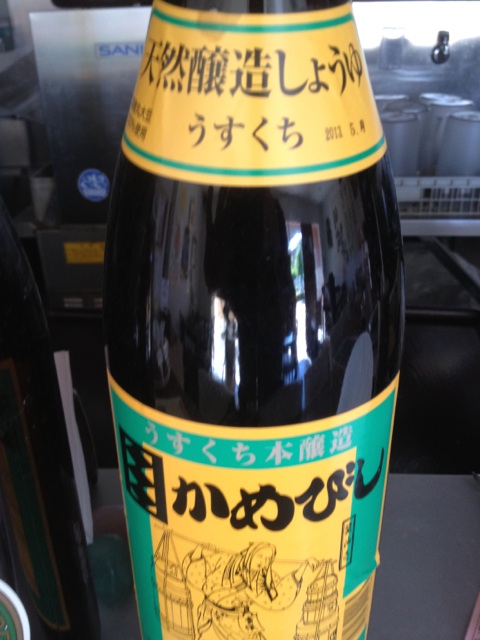 SAN
天然醸造しょうゆ
うすくち
2013. 5.
うすくち本醸造
かめびし